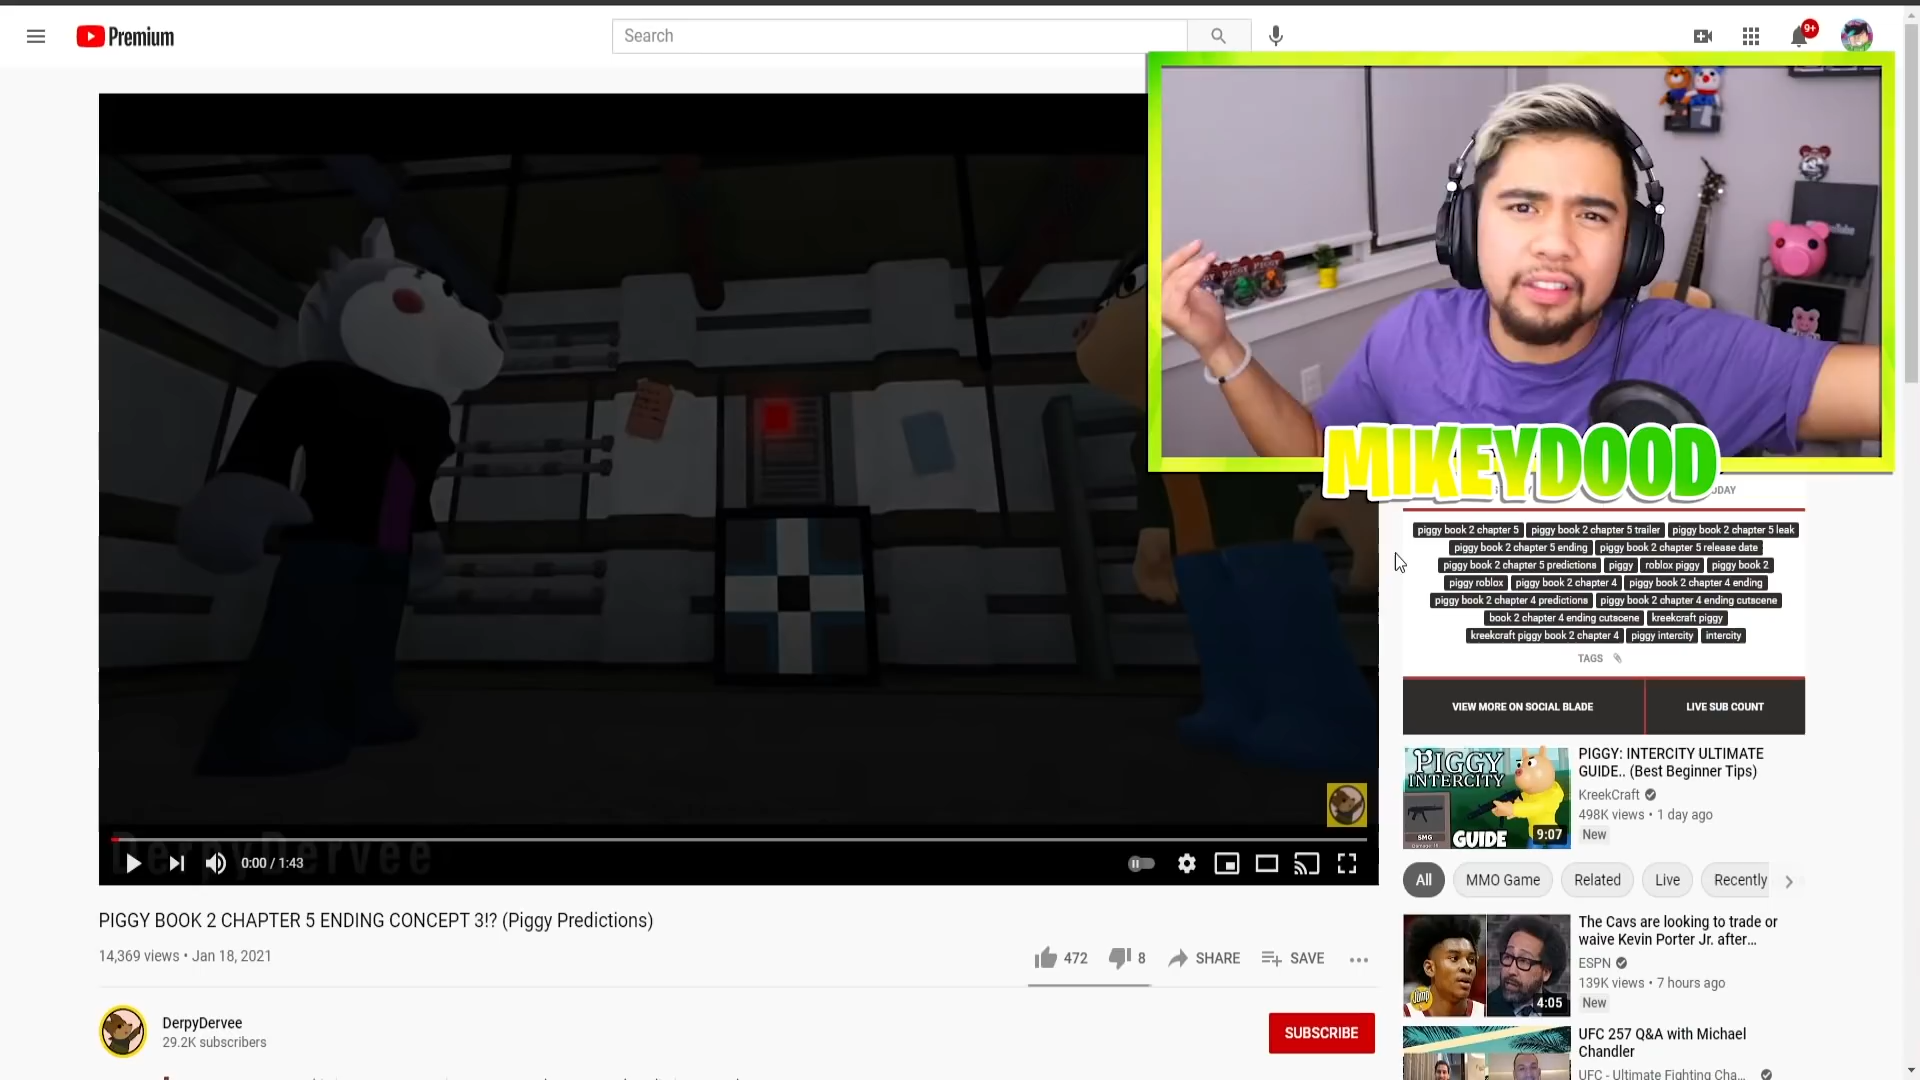 Premium
Search
9+
MIKEYDOOD
piggy book 2 chapter 5 piggy book 2 chapter 5 trailer piggy book 2 chapter 5 leak
piggy book 2 chapter 5 ending piggy book 2 chapter 5 release date
piggy book 2 chapter 5 predictions piggy roblox piggy piggy book 2
piggy roblox piggy book 2 chapter 4 piggy book 2 chapter 4 ending
piggy book 2 chapter 4 predictions piggy book 2 chapter 4 ending cutscene
book 2 chapter 4 ending cutscene kreekcraft piggy
kreekcraft piggy book 2 chapter 4 piggy intercity intercity
TAGS
VIEW MORE ON SOCIAL BLADE LIVE SUB COUNT
PIGGY
INTERCITY
SMG
GUIDE
9:07
PIGGY: INTERCITY ULTIMATE
GUIDE.. (Best Beginner Tips)
KreekCraft
498K views • 1 day ago
New
DerpyDervee
0:00 / 1:43
All MMO Game Related Live Recently
PIGGY BOOK 2 CHAPTER 5 ENDING CONCEPT 3!? (Piggy Predictions)
14,369 views • Jan 18, 2021
472 8 SHARE SAVE
DerpyDervee
29.2K subscribers
SUBSCRIBE
4:05
The Cavs are looking to trade or
waive Kevin Porter Jr. after...
ESPN
139K views • 7 hours ago
New
UFC 257 Q&A with Michael
Chandler
UFC - Ultimate Fighting Cha...